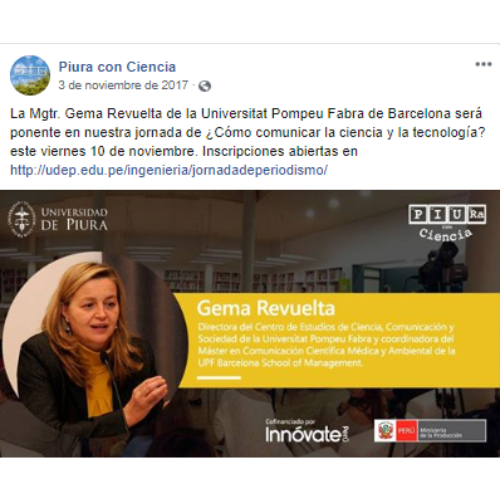 Piura con Ciencia
3 de noviembre de 2017 ·
La Mgtr. Gema Revuelta de la Universitat Pompeu Fabra de Barcelona será
ponente en nuestra jornada de ¿Cómo comunicar la ciencia y la tecnología?
este viernes 10 de noviembre. Inscripciones abiertas en
http://udep.edu.pe/ingenieria/jornadadeperiodismo/
UNIVERSIDAD
DE PIURA
PIURa
con
Ciencia
Gema Revuelta
Directora del Centro de Estudios de Ciencia, Comunicación y
Sociedad de la Universitat Pompeu Fabra y coordinadora del
Máster en Comunicación Científica Médica y Ambiental de la
UPF Barcelona School of Management.
Cofinanciado por
Innóvate Perú
PERÚ
Ministerio
de la Producción